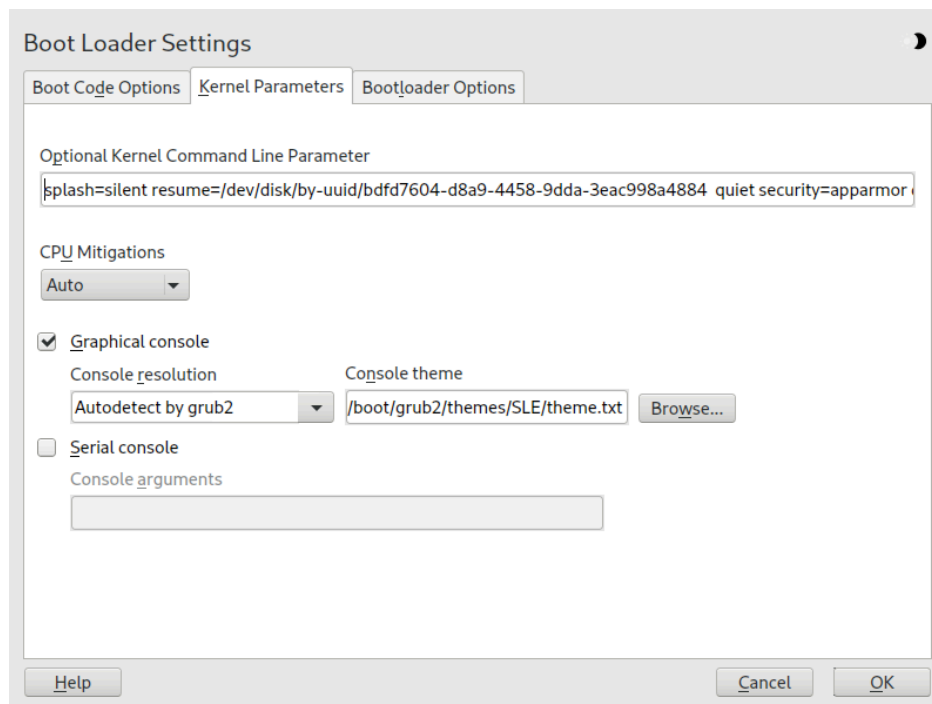 Boot Loader Settings
Boot Code Options Kernel Parameters Bootloader Options
Optional Kernel Command Line Parameter
splash=silent resume=/dev/disk/by-uuid/bdfd7604-d8a9-4458-9dda-3eac998a4884 quiet security=apparmor
CPU Mitigations
Auto
Graphical console
Console resolution Console theme
Autodetect by grub2 /boot/grub2/themes/SLE/theme.txt Browse...
Serial console
Console arguments
Help Cancel OK